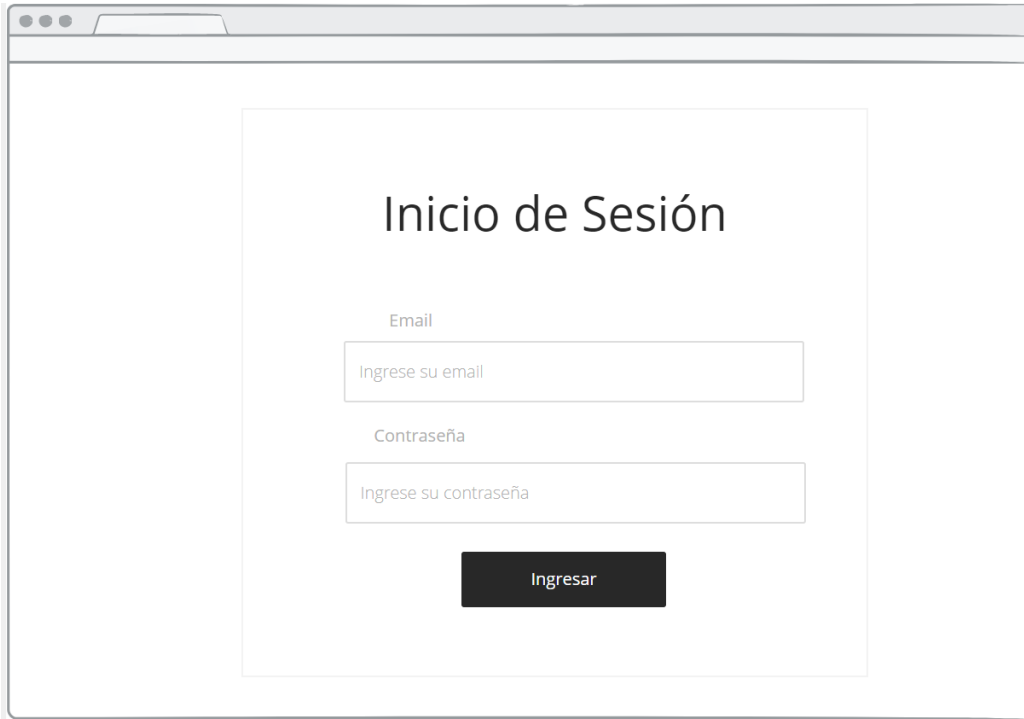 Inicio de Sesión
Email
Ingrese su email
Contraseña
Ingrese su contraseña
Ingresar